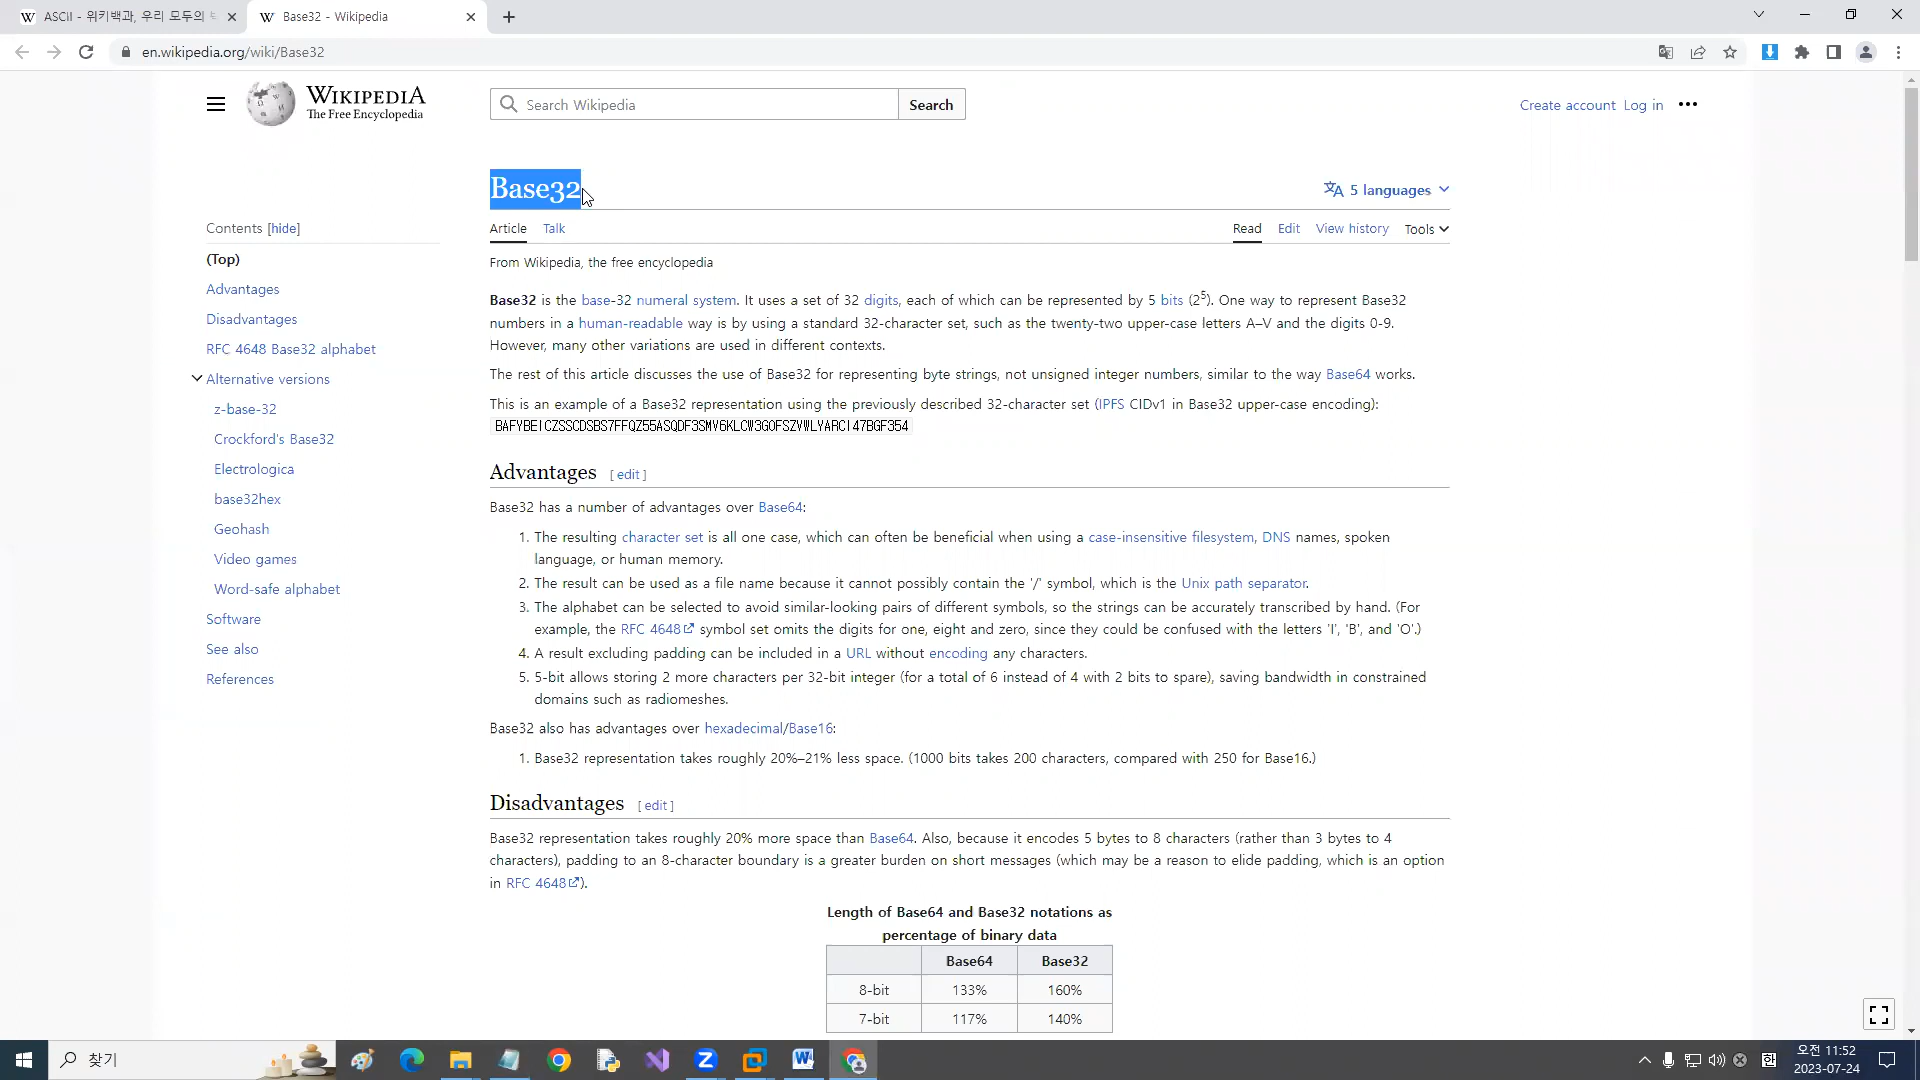 ASCII - 위키백과, 우리 모두의
Base32 - Wikipedia
en.wikipedia.org/wiki/Base32
WIKIPEDIA
The Free Encyclopedia
Search Wikipedia
Search
Create account Log in
Base32
5 languages
Article Talk
Read Edit View history Tools
Contents [hide]
(Top)
Advantages
Disadvantages
RFC 4648 Base32 alphabet
Alternative versions
z-base-32
Crockford's Base32
Electrologica
base32hex
Geohash
Video games
Word-safe alphabet
Software
See also
References
From Wikipedia, the free encyclopedia
Base32 is the base-32 numeral system. It uses a set of 32 digits, each of which can be represented by 5 bits (2⁵). One way to represent Base32
numbers in a human-readable way is by using a standard 32-character set, such as the twenty-two upper-case letters A–V and the digits 0-9.
However, many other variations are used in different contexts.
The rest of this article discusses the use of Base32 for representing byte strings, not unsigned integer numbers, similar to the way Base64 works.
This is an example of a Base32 representation using the previously described 32-character set (IPFS CIDv1 in Base32 upper-case encoding):
BAFYBEICZSSCDSBS7FFQZ55ASQDF3SMV6KLCW3GOFSZVWLYARCI47BGF354
Advantages [ edit ]
Base32 has a number of advantages over Base64:
1. The resulting character set is all one case, which can often be beneficial when using a case-insensitive filesystem, DNS names, spoken
language, or human memory.
2. The result can be used as a file name because it cannot possibly contain the '/' symbol, which is the Unix path separator.
3. The alphabet can be selected to avoid similar-looking pairs of different symbols, so the strings can be accurately transcribed by hand. (For
example, the RFC 4648 symbol set omits the digits for one, eight and zero, since they could be confused with the letters 'I', 'B', and 'O'.)
4. A result excluding padding can be included in a URL without encoding any characters.
5. 5-bit allows storing 2 more characters per 32-bit integer (for a total of 6 instead of 4 with 2 bits to spare), saving bandwidth in constrained
domains such as radiomeshes.
Base32 also has advantages over hexadecimal/Base16:
1. Base32 representation takes roughly 20%–21% less space. (1000 bits takes 200 characters, compared with 250 for Base16.)
Disadvantages [ edit ]
Base32 representation takes roughly 20% more space than Base64. Also, because it encodes 5 bytes to 8 characters (rather than 3 bytes to 4
characters), padding to an 8-character boundary is a greater burden on short messages (which may be a reason to elide padding, which is an option
in RFC 4648).
Length of Base64 and Base32 notations as
percentage of binary data
Base64 Base32
8-bit 133% 160%
7-bit 117% 140%
찾기
한
오전 11:52
2023-07-24